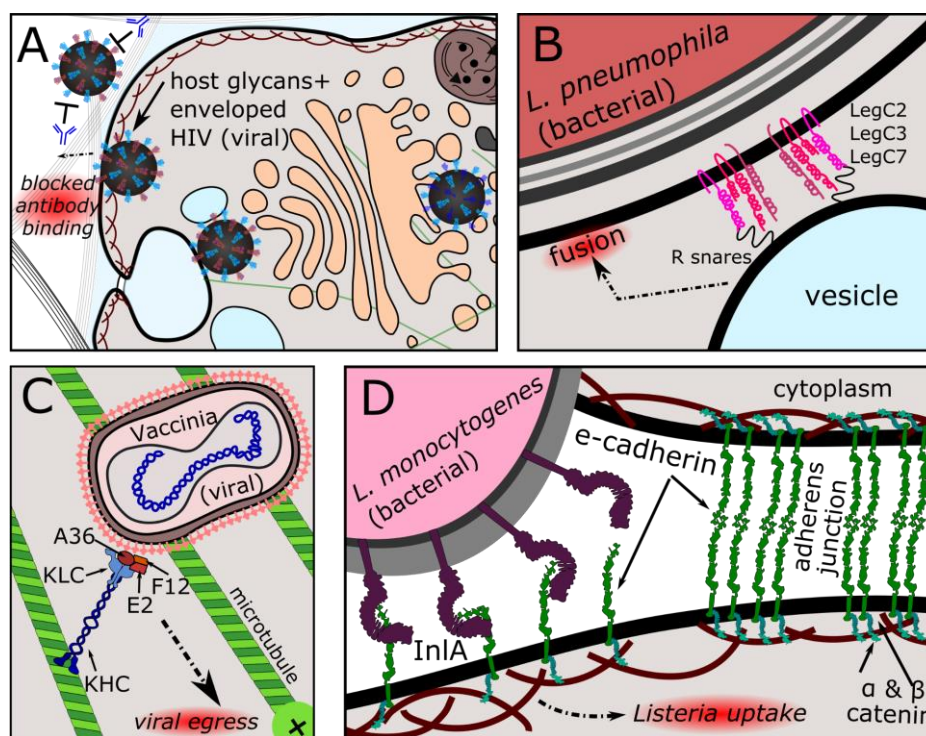 A
host glycans+
enveloped
HIV (viral)
blocked
antibody
binding
B
L. pneumophila
(bacterial)
LegC2
LegC3
LegC7
fusion
R snares
vesicle
C
Vaccinia
(viral)
A36
KLC
F12
E2
KHC
microtubule
viral egress
+
D
L. monocytogenes
(bacterial)
cytoplasm
e-cadherin
adherens
junction
InlA
Listeria uptake
α & β
catenin